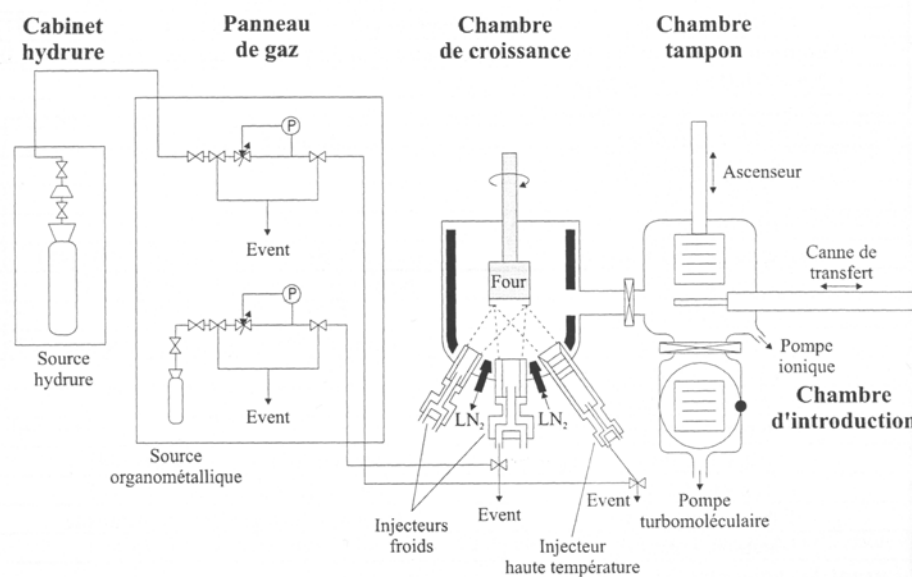 Cabinet
hydrure
Panneau
de gaz
Chambre
de croissance
Chambre
tampon
P
Event
Source
hydrure
P
Event
Source
organométallique
Four
LN₂
LN₂
Ascenseur
Canne de
transfert
Pompe
ionique
Chambre
d'introduction
Injecteurs
froids
Event
Injecteur
haute température
Event
Pompe
turbomoléculaire